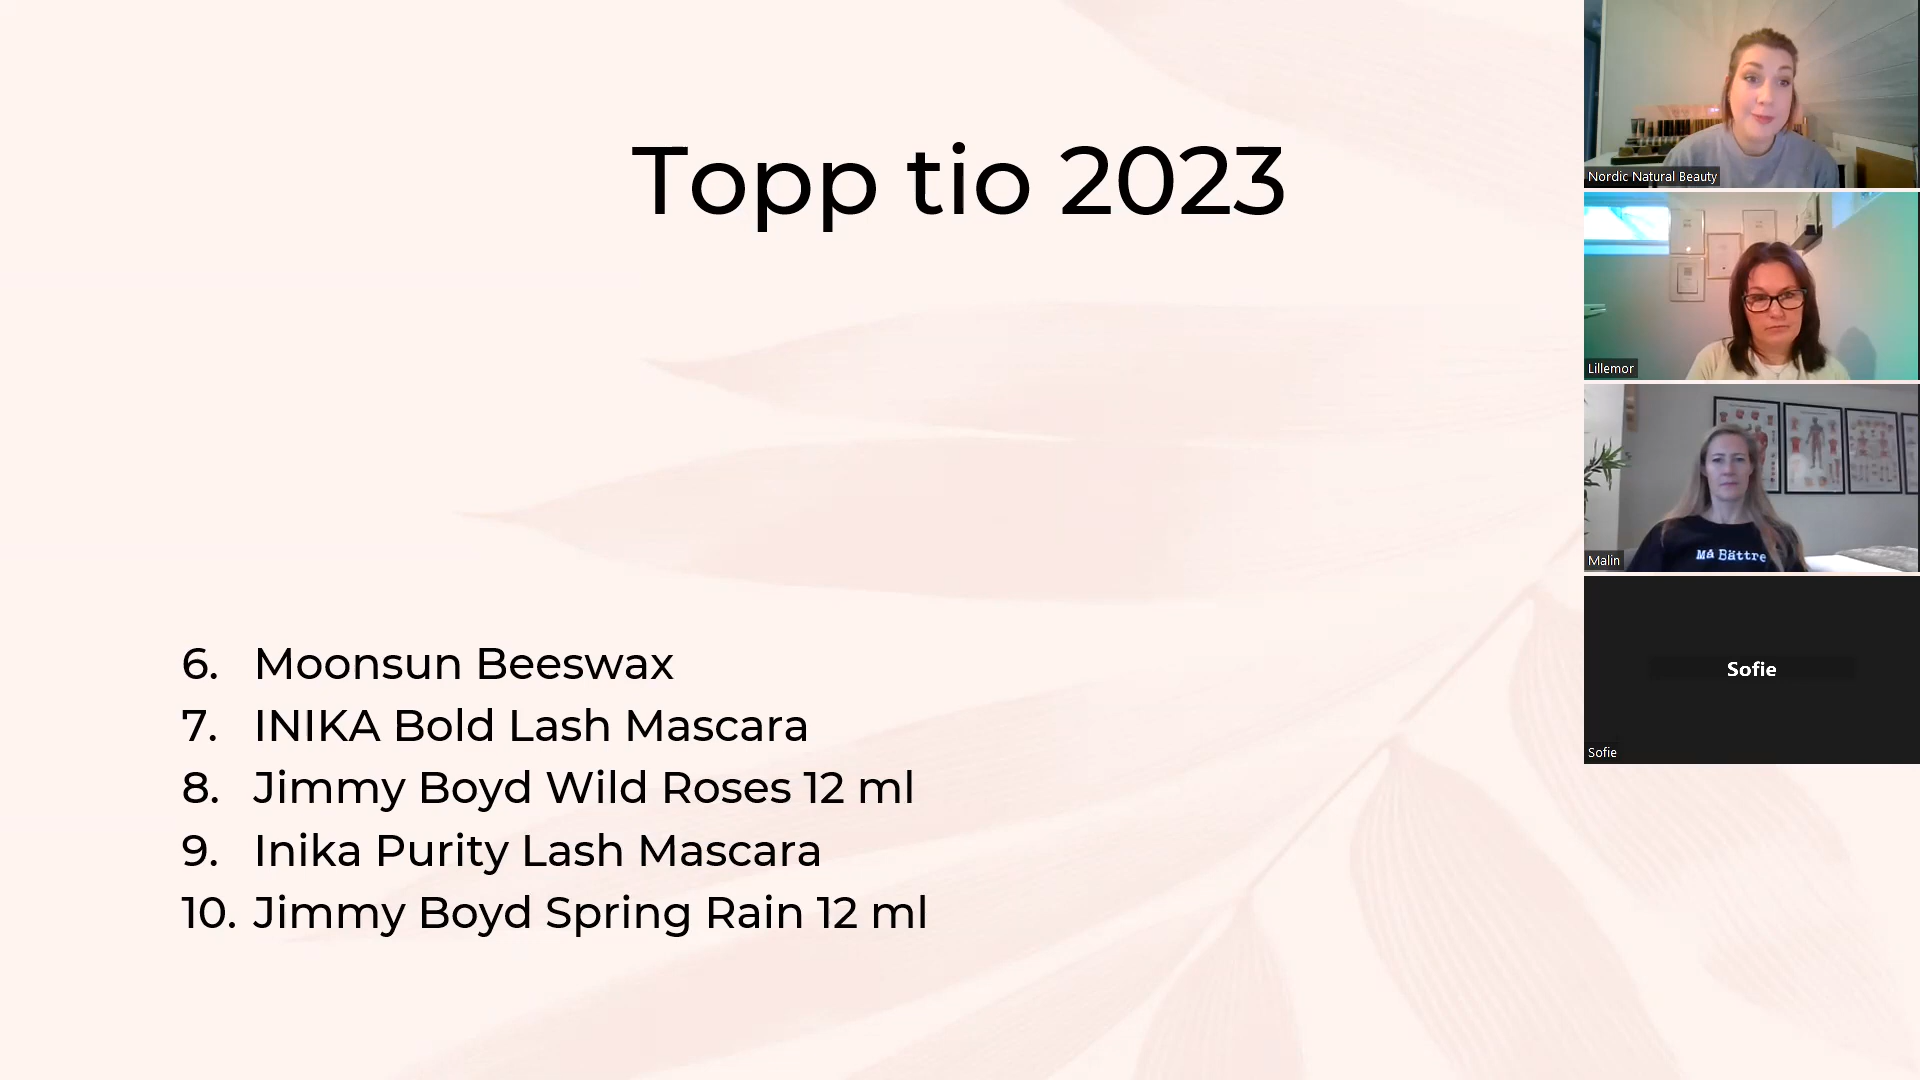 Topp tio 2023
6. Moonsun Beeswax
7. INIKA Bold Lash Mascara
8. Jimmy Boyd Wild Roses 12 ml
9. Inika Purity Lash Mascara
10. Jimmy Boyd Spring Rain 12 ml
Nordic Natural Beauty
Lillemor
Må Bättre
Malin
Sofie
Sofie